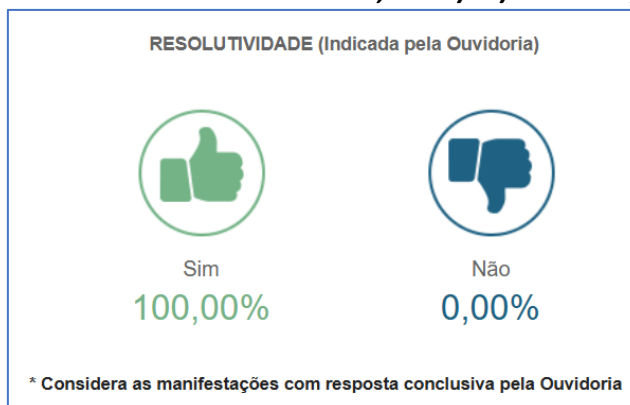 RESOLUTIVIDADE (Indicada pela Ouvidoria)
Sim
Não
100,00%
0,00%
* Considera as manifestações com resposta conclusiva pela Ouvidoria